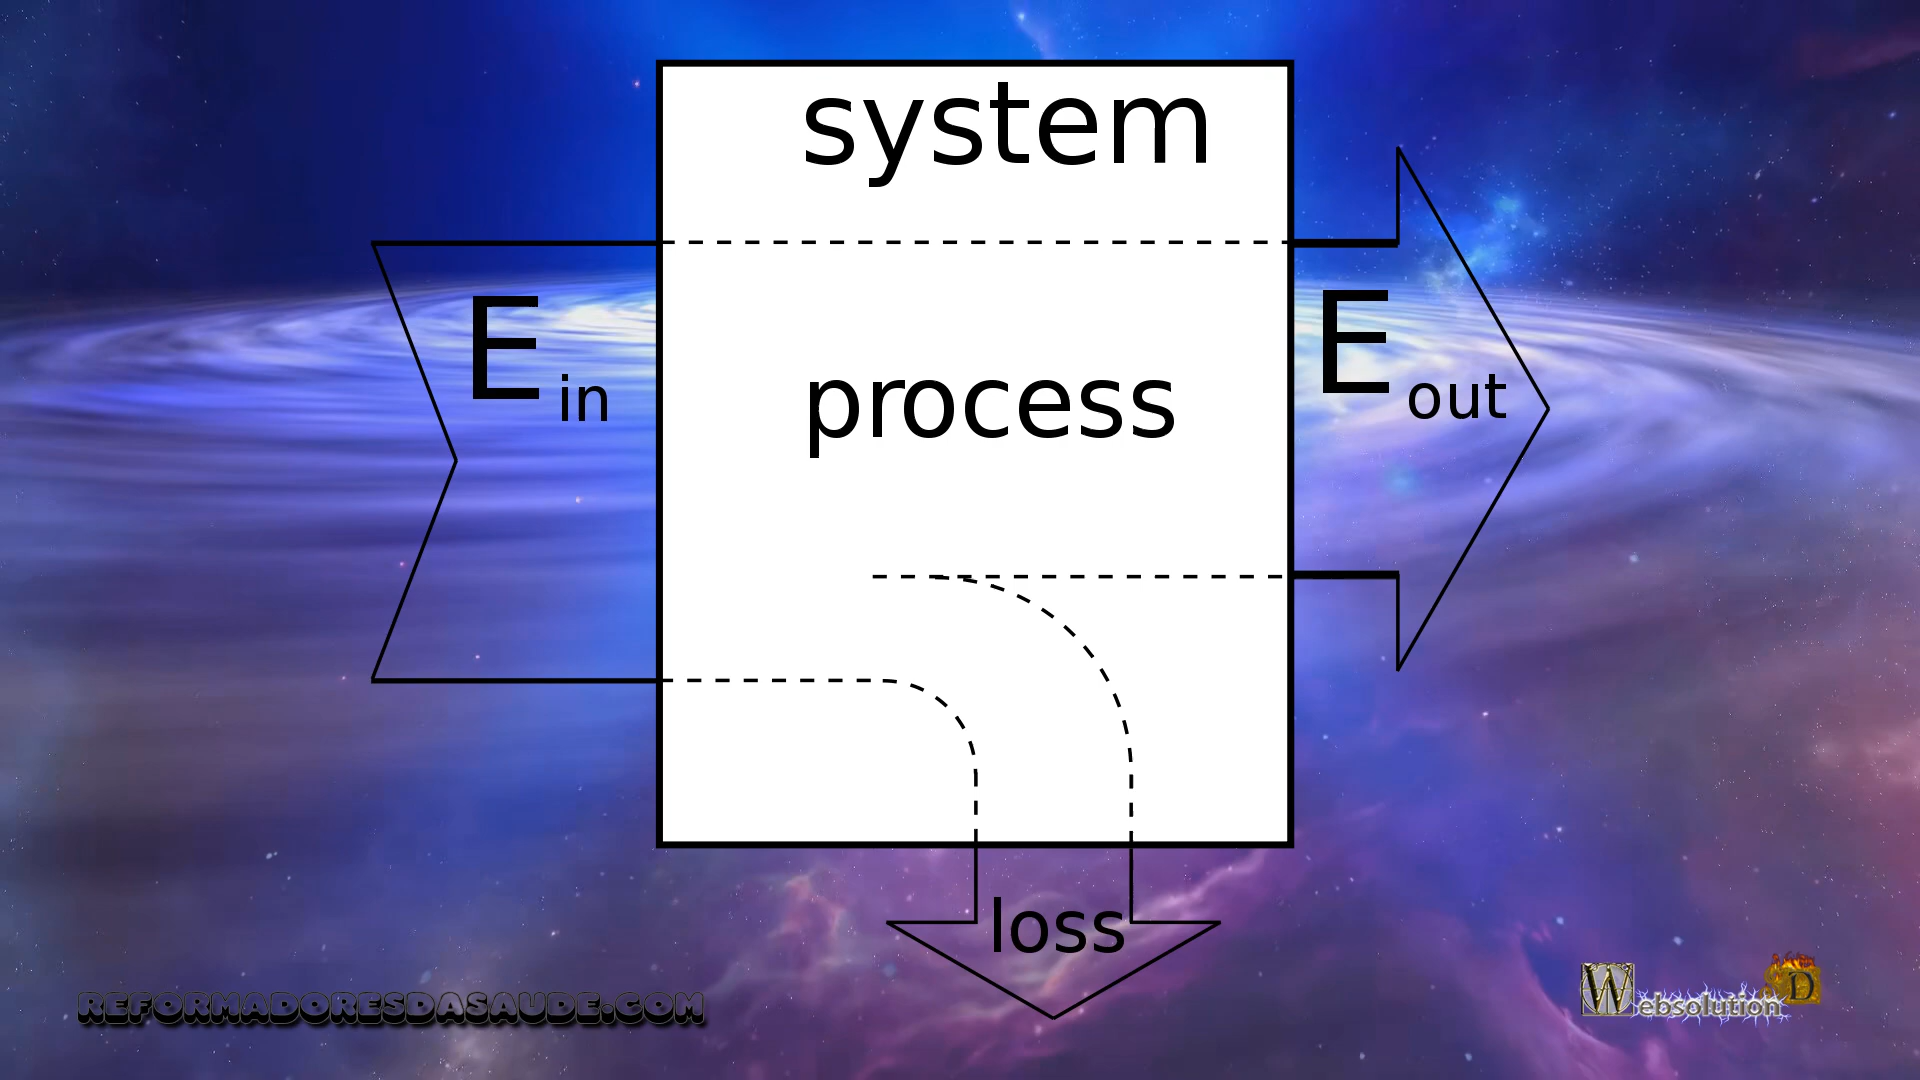 system
E in
E out
process
loss
REFORMADORESDASAUDE.COM
Websolution D